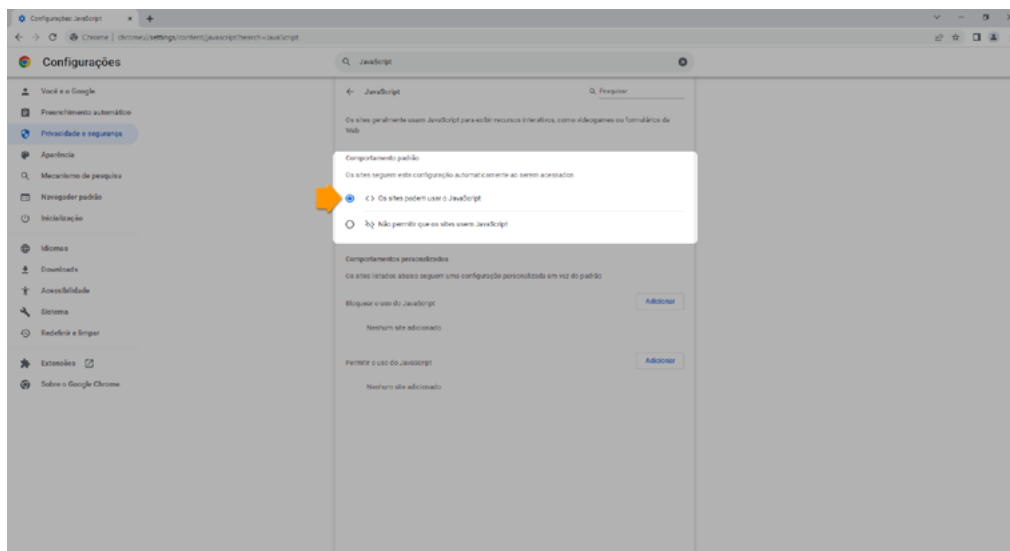 Configurações: JavaScript
Chrome | chrome://settings/content/javascript?search=JavaScript
Configurações
JavaScript
Você e o Google
Preenchimento automático
Privacidade e segurança
Aparência
Mecanismo de pesquisa
Navegador padrão
Inicialização
Idiomas
Downloads
Acessibilidade
Sistema
Redefinir e limpar
Extensões
Sobre o Google Chrome
JavaScript
Pesquisar
Os sites geralmente usam JavaScript para exibir recursos interativos, como videogames ou formulários da
Web
Comportamento padrão
Os sites seguem esta configuração automaticamente ao serem acessados
Os sites podem usar o JavaScript
Não permitir que os sites usem JavaScript
Comportamentos personalizados
Os sites listados abaixo seguem uma configuração personalizada em vez do padrão
Bloquear o uso do JavaScript
Adicionar
Nenhum site adicionado
Permitir o uso do JavaScript
Adicionar
Nenhum site adicionado